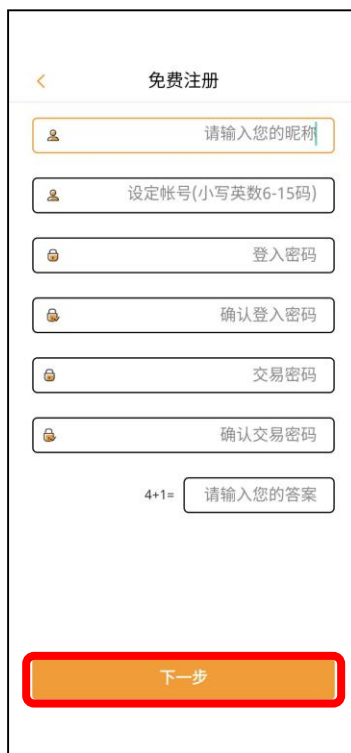 免费注册
请输入您的昵称
设定帐号(小写英数6-15码)
登入密码
确认登入密码
交易密码
确认交易密码
4+1= 请输入您的答案
下一步